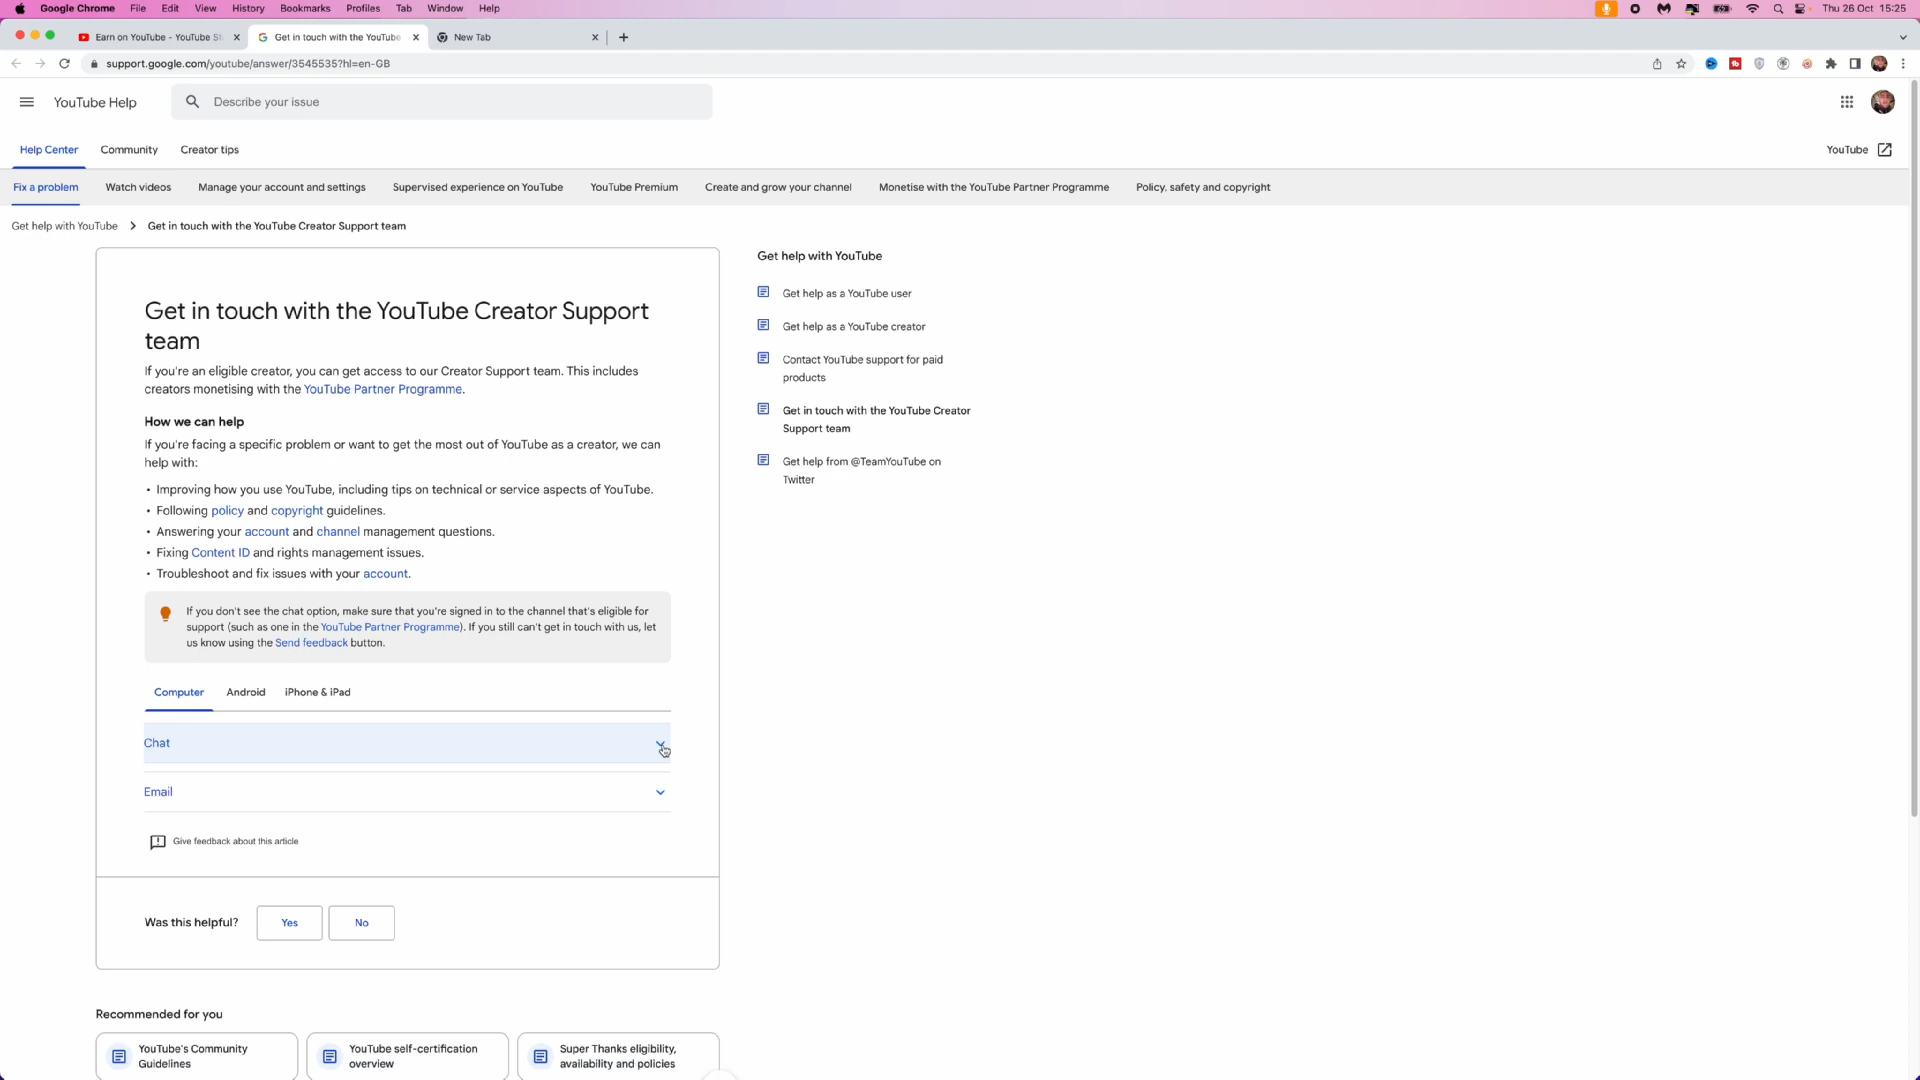 Google Chrome File Edit View History Bookmarks Profiles Tab Window Help Thu 26 Oct 15:25
Earn on YouTube - YouTube St Get in touch with the YouTube New Tab
support.google.com/youtube/answer/3545535?hl=en-GB
YouTube Help Describe your issue
Help Center Community Creator tips YouTube
Fix a problem Watch videos Manage your account and settings Supervised experience on YouTube YouTube Premium Create and grow your channel Monetise with the YouTube Partner Programme Policy, safety and copyright
Get help with YouTube Get in touch with the YouTube Creator Support team
Get in touch with the YouTube Creator Support
team
If you're an eligible creator, you can get access to our Creator Support team. This includes
creators monetising with the YouTube Partner Programme.
How we can help
If you're facing a specific problem or want to get the most out of YouTube as a creator, we can
help with:
• Improving how you use YouTube, including tips on technical or service aspects of YouTube.
• Following policy and copyright guidelines.
• Answering your account and channel management questions.
• Fixing Content ID and rights management issues.
• Troubleshoot and fix issues with your account.
If you don't see the chat option, make sure that you're signed in to the channel that's eligible for
support (such as one in the YouTube Partner Programme). If you still can't get in touch with us, let
us know using the Send feedback button.
Computer Android iPhone & iPad
Chat
Email
Give feedback about this article
Was this helpful? Yes No
Get help with YouTube
Get help as a YouTube user
Get help as a YouTube creator
Contact YouTube support for paid
products
Get in touch with the YouTube Creator
Support team
Get help from @TeamYouTube on
Twitter
Recommended for you
YouTube's Community
Guidelines
YouTube self-certification
overview
Super Thanks eligibility,
availability and policies